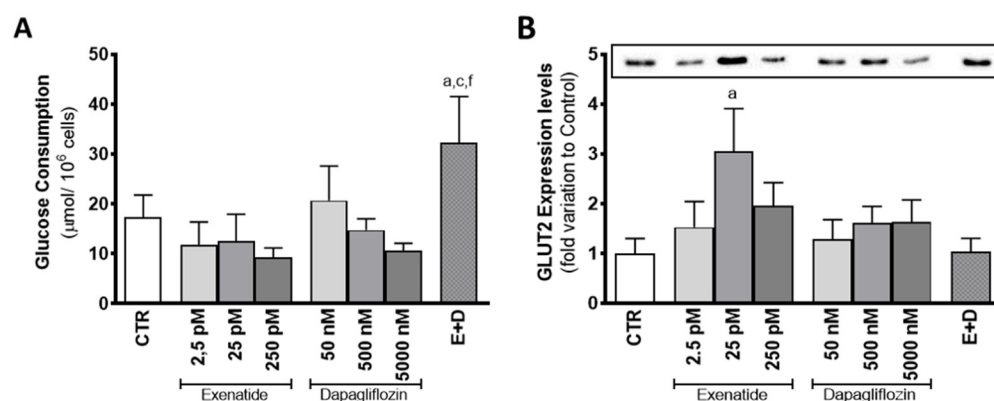 A
Glucose Consumption
(μmol/ 10⁶ cells)
50
40
30
20
10
0
a,c,f
CTR
2,5 pM
25 pM
250 pM
50 nM
500 nM
5000 nM
E+D
Exenatide
Dapagliflozin
B
GLUT2 Expression levels
(fold variation to Control)
5
4
3
2
1
0
a
CTR
2.5 pM
25 pM
250 pM
50 nM
500 nM
5000 nM
E+D
Exenatide
Dapagliflozin